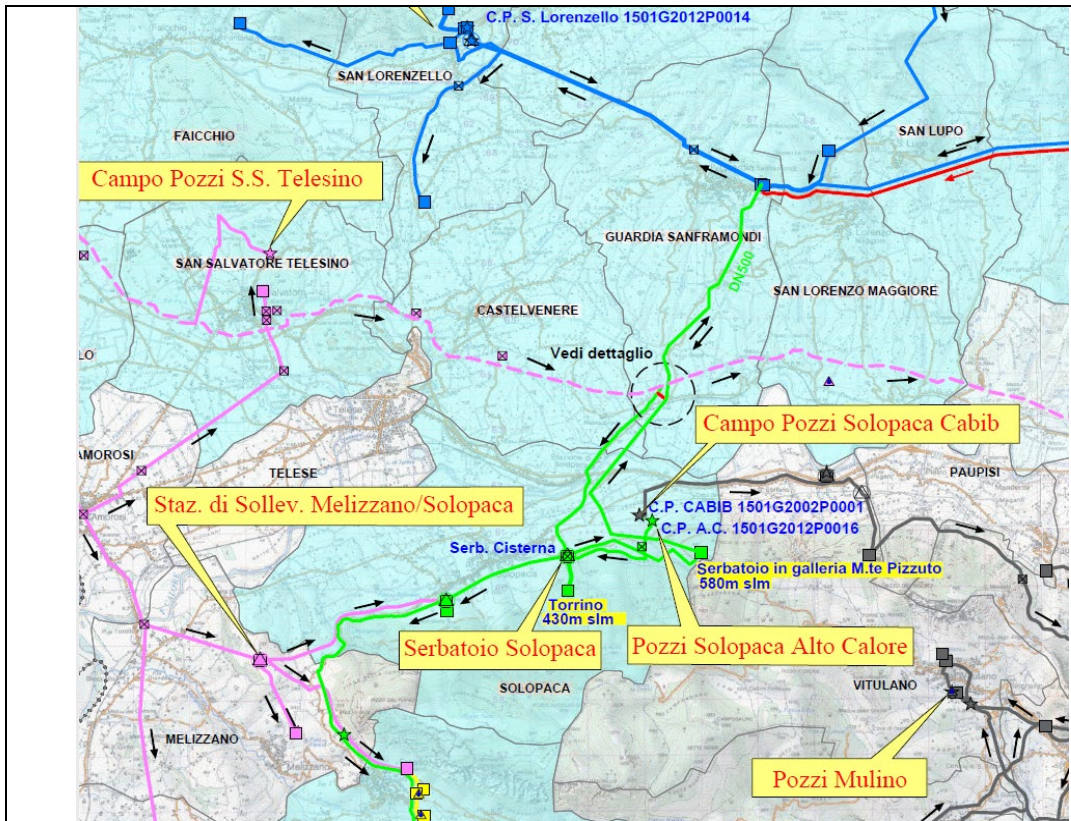 C.P. S. Lorenzello 1501G2012P0014
SAN LORENZELLO
FAICCHIO
SAN LUPO
Campo Pozzi S.S. Telesino
GUARDIA SANFRAMONDI
SAN SALVATORE TELESINO
DN500
SAN LORENZO MAGGIORE
CASTELVENERE
Vedi dettaglio
LO
Campo Pozzi Solopaca Cabib
AMOROSI
TELESE
PAUPISI
Staz. di Sollev. Melizzano/Solopaca
C.P. CABIB 1501G2002P0001
C.P. A.C. 1501G2012P0016
Serb. Cisterna
Serbatoio in galleria M.te Pizzuto
580m slm
Torrino
430m slm
Serbatoio Solopaca
Pozzi Solopaca Alto Calore
SOLOPACA
VITULANO
MELIZZANO
Pozzi Mulino